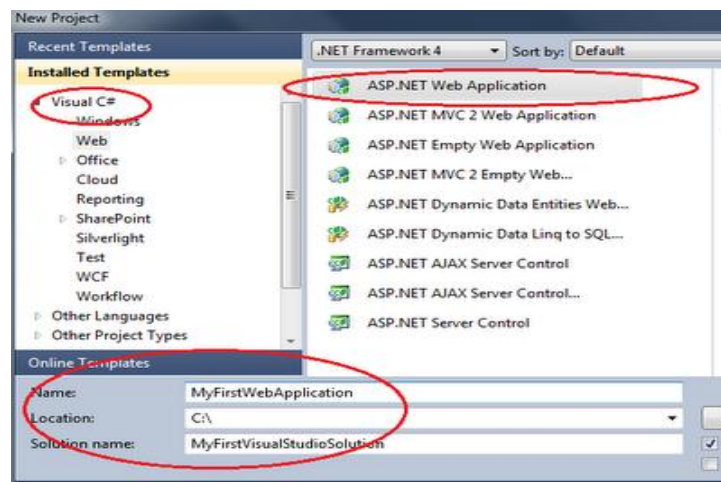 New Project
Recent Templates
Installed Templates
Visual C#
Windows
Web
Office
Cloud
Reporting
SharePoint
Silverlight
Test
WCF
Workflow
Other Languages
Other Project Types
Online Templates
.NET Framework 4
Sort by: Default
ASP.NET Web Application
ASP.NET MVC 2 Web Application
ASP.NET Empty Web Application
ASP.NET MVC 2 Empty Web...
ASP.NET Dynamic Data Entities Web...
ASP.NET Dynamic Data Linq to SQL...
ASP.NET AJAX Server Control
ASP.NET AJAX Server Control...
ASP.NET Server Control
Name: MyFirstWebApplication
Location: C:\
Solution name: MyFirstVisualStudioSolution